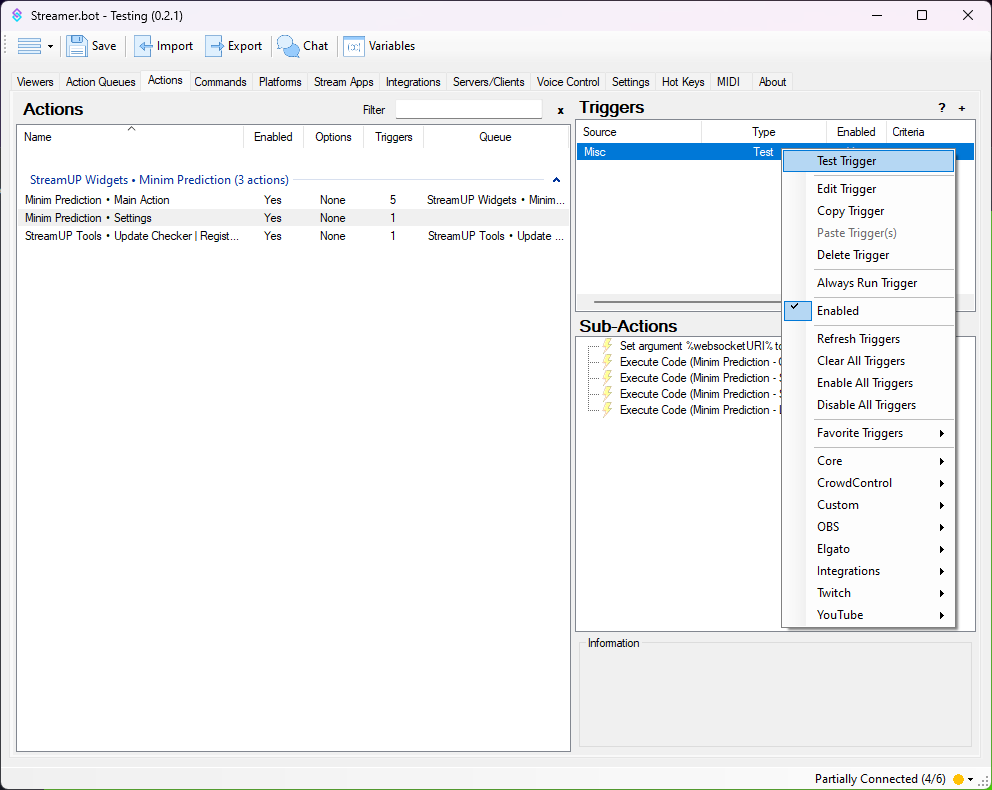 Streamer.bot - Testing (0.2.1)
Save Import Export Chat Variables
Viewers Action Queues Actions Commands Platforms Stream Apps Integrations Servers/Clients Voice Control Settings Hot Keys MIDI About
Actions Filter x
Name Enabled Options Triggers Queue
StreamUP Widgets • Minim Prediction (3 actions)
Minim Prediction • Main Action Yes None 5 StreamUP Widgets • Minim...
Minim Prediction • Settings Yes None 1
StreamUP Tools • Update Checker | Regist... Yes None 1 StreamUP Tools • Update ...
Triggers ? +
Source Type Enabled Criteria
Misc Test
Test Trigger
Edit Trigger
Copy Trigger
Paste Trigger(s)
Delete Trigger
Always Run Trigger
Enabled
Refresh Triggers
Clear All Triggers
Enable All Triggers
Disable All Triggers
Favorite Triggers
Core
CrowdControl
Custom
OBS
Elgato
Integrations
Twitch
YouTube
Sub-Actions
Set argument %websocketURI% to
Execute Code (Minim Prediction -
Execute Code (Minim Prediction -
Execute Code (Minim Prediction -
Execute Code (Minim Prediction -
Information
Partially Connected (4/6)